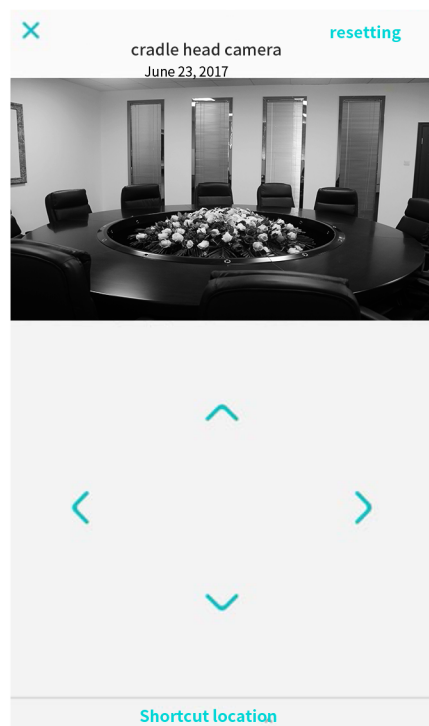 resetting
cradle head camera
June 23, 2017
Shortcut location